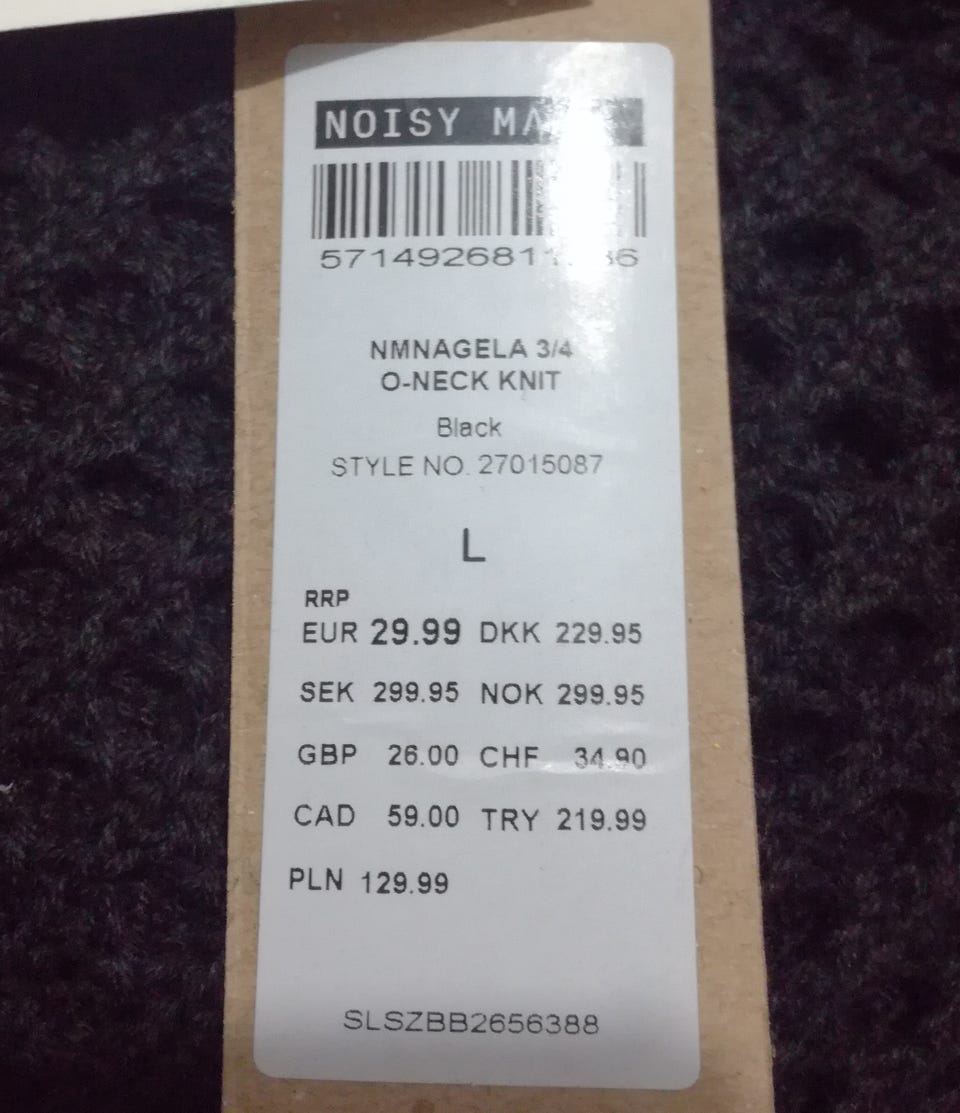 NOISY
NMNAGELA 3/4
O-NECK KNIT
Black
STYLE NO. 27015087
L
RRP
EUR 29.99 DKK 229.95
SEK 299.95 NOK 299.95
GBP 26.00 CHF 34.90
CAD 59.00 TRY 219.99
PLN 129.99
SLSZBB2656388